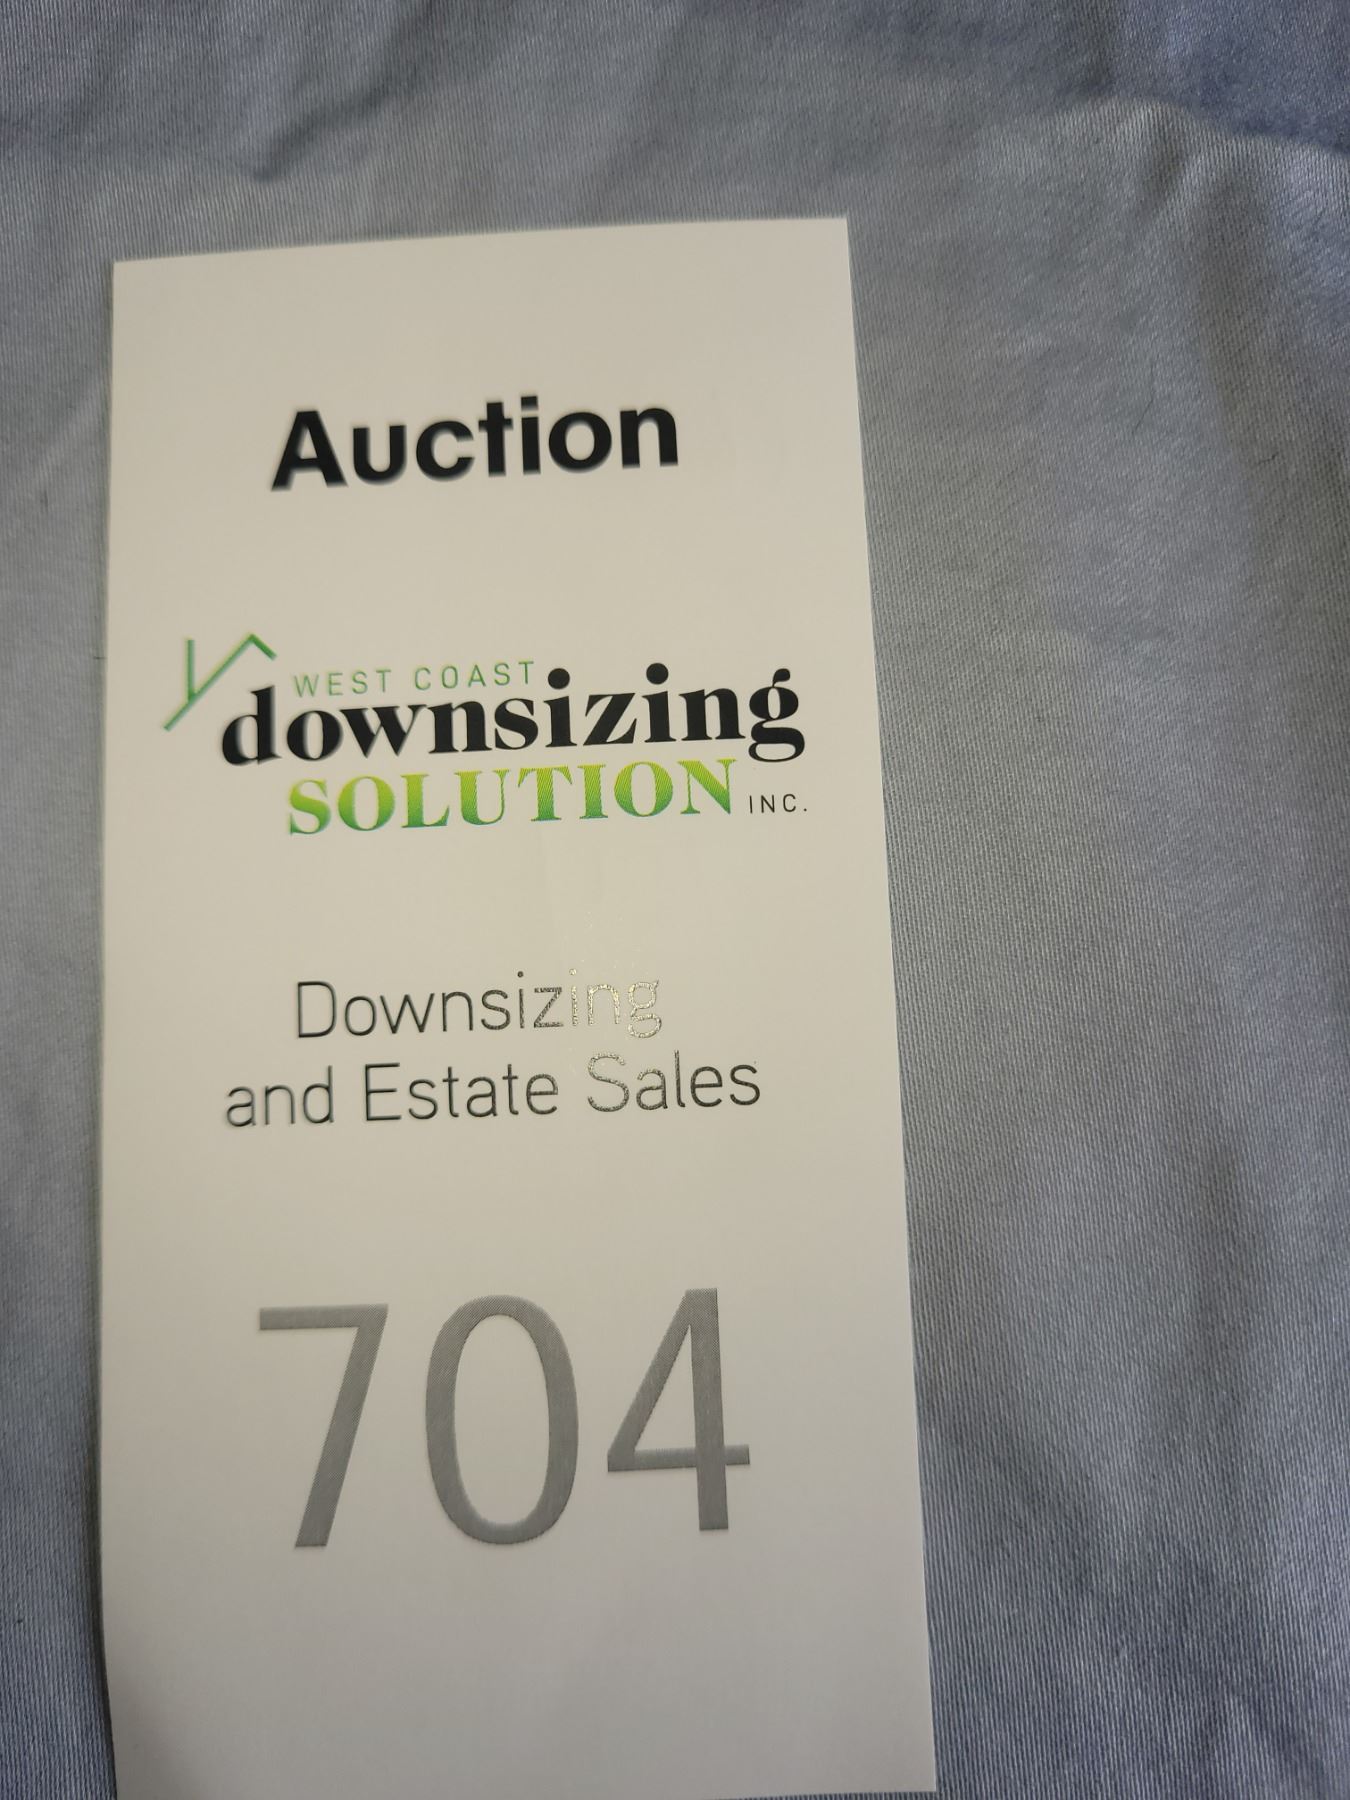 Auction
WEST COAST
downsizing
SOLUTION INC.
Downsizing
and Estate Sales
704